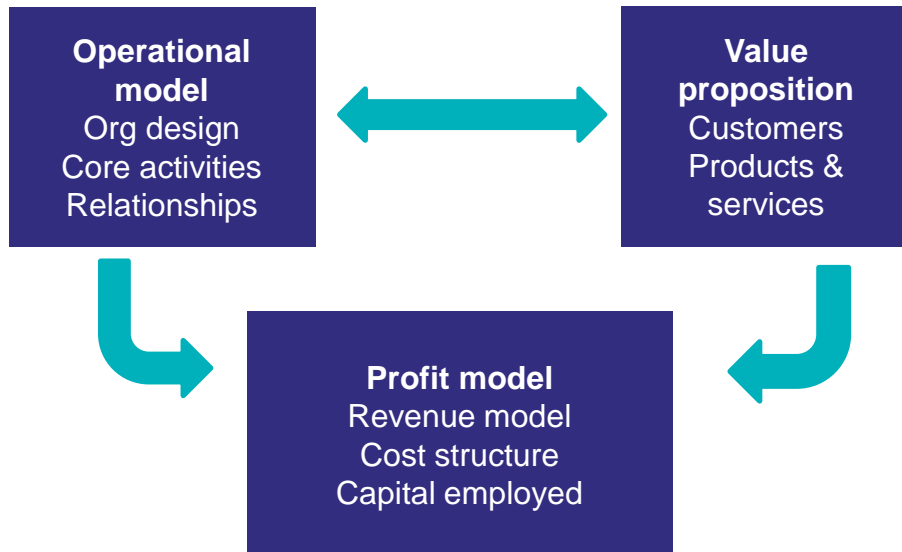 Operational
model
Org design
Core activities
Relationships
Value
proposition
Customers
Products &
services
Profit model
Revenue model
Cost structure
Capital employed